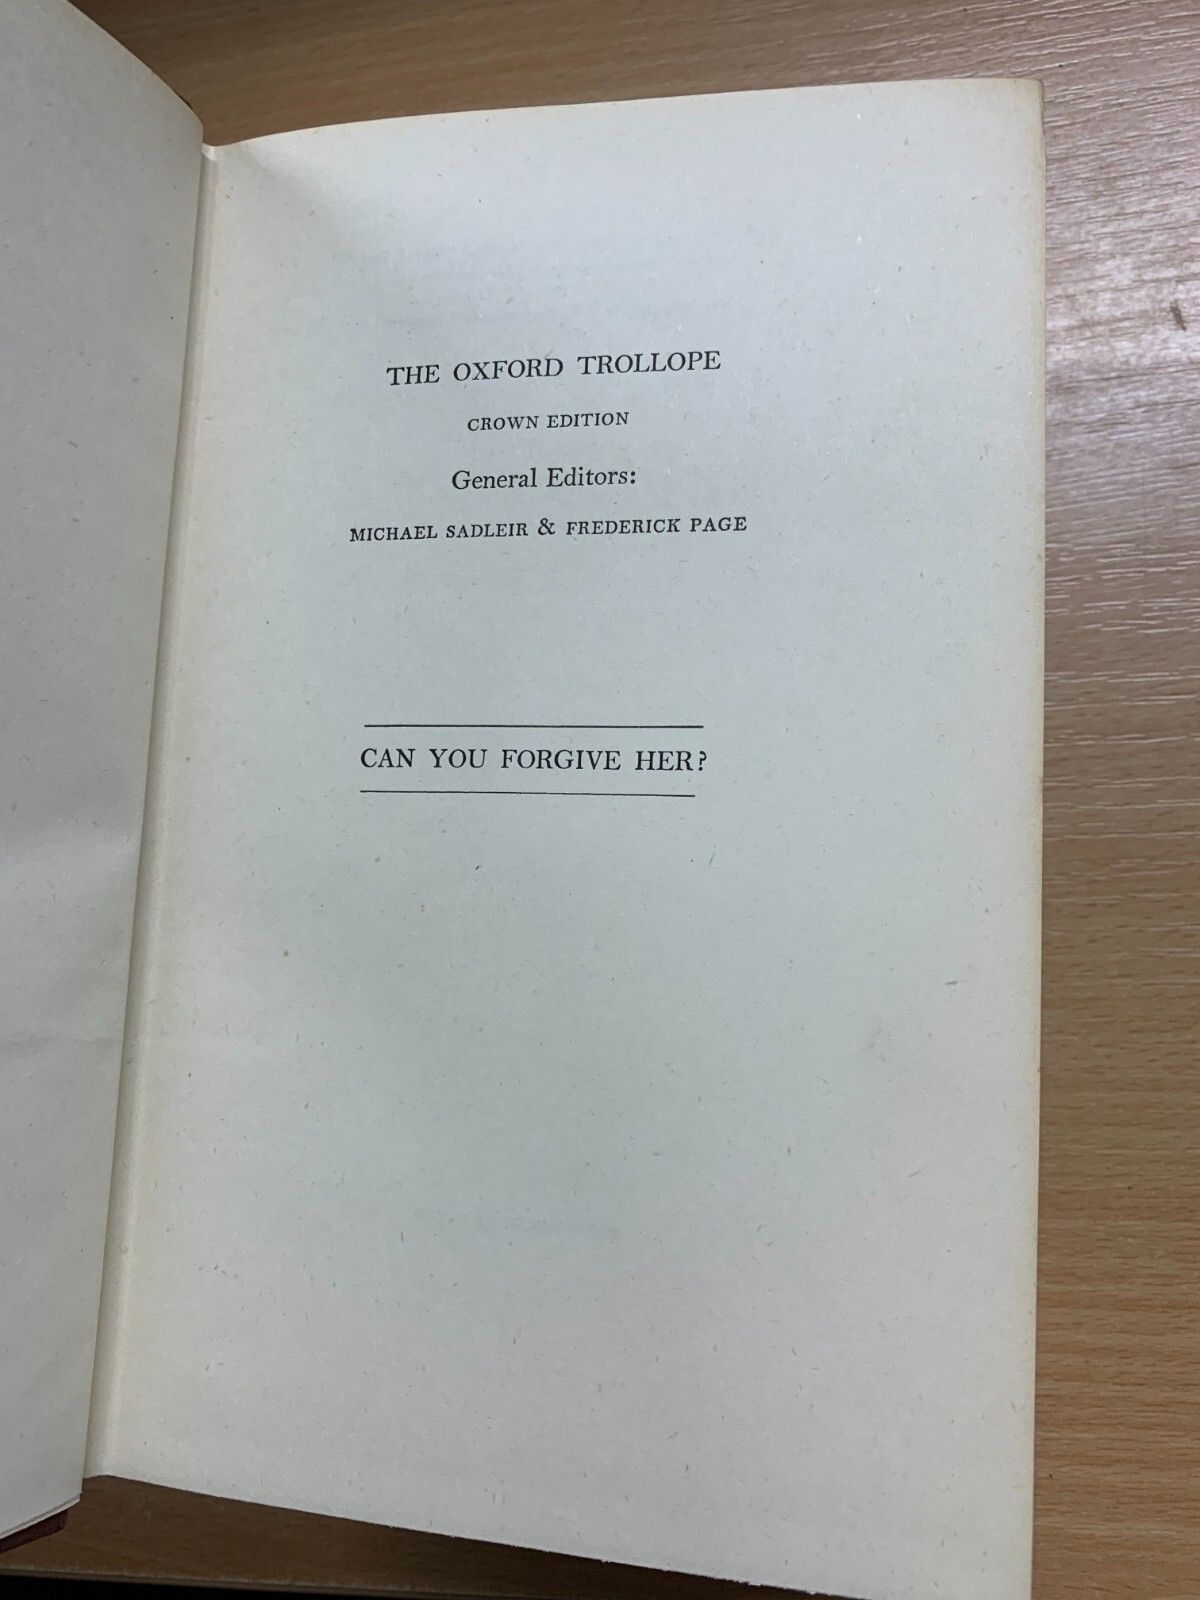 THE OXFORD TROLLOPE
CROWN EDITION
General Editors:
MICHAEL SADLEIR & FREDERICK PAGE
CAN YOU FORGIVE HER?